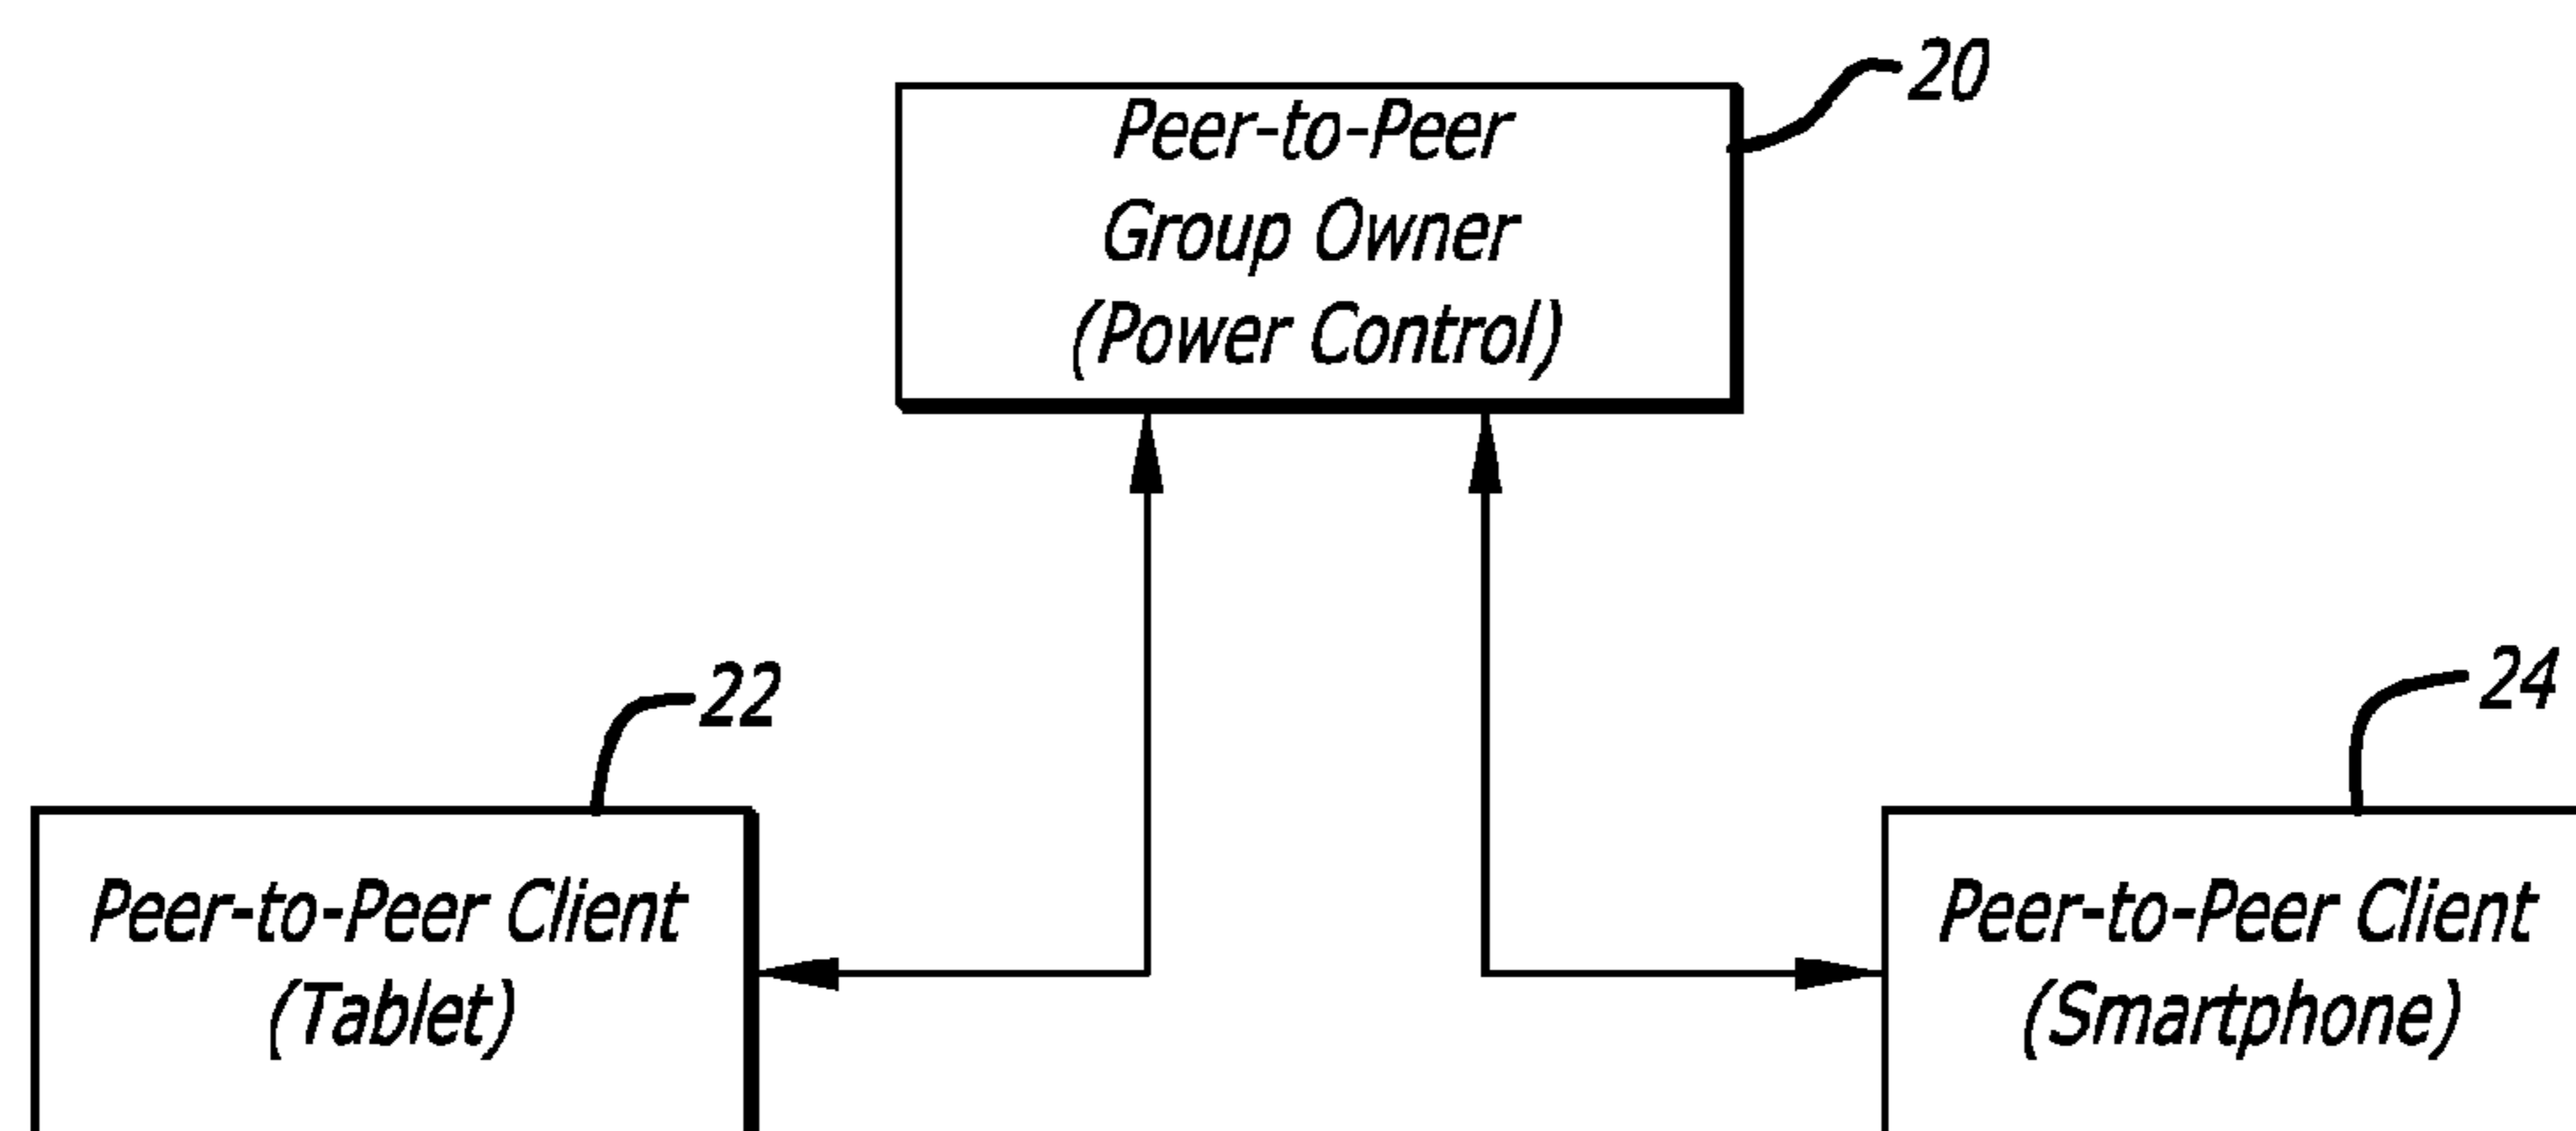 20
Peer-to-Peer
Group Owner
(Power Control)
22
24
Peer-to-Peer Client
(Tablet)
Peer-to-Peer Client
(Smartphone)